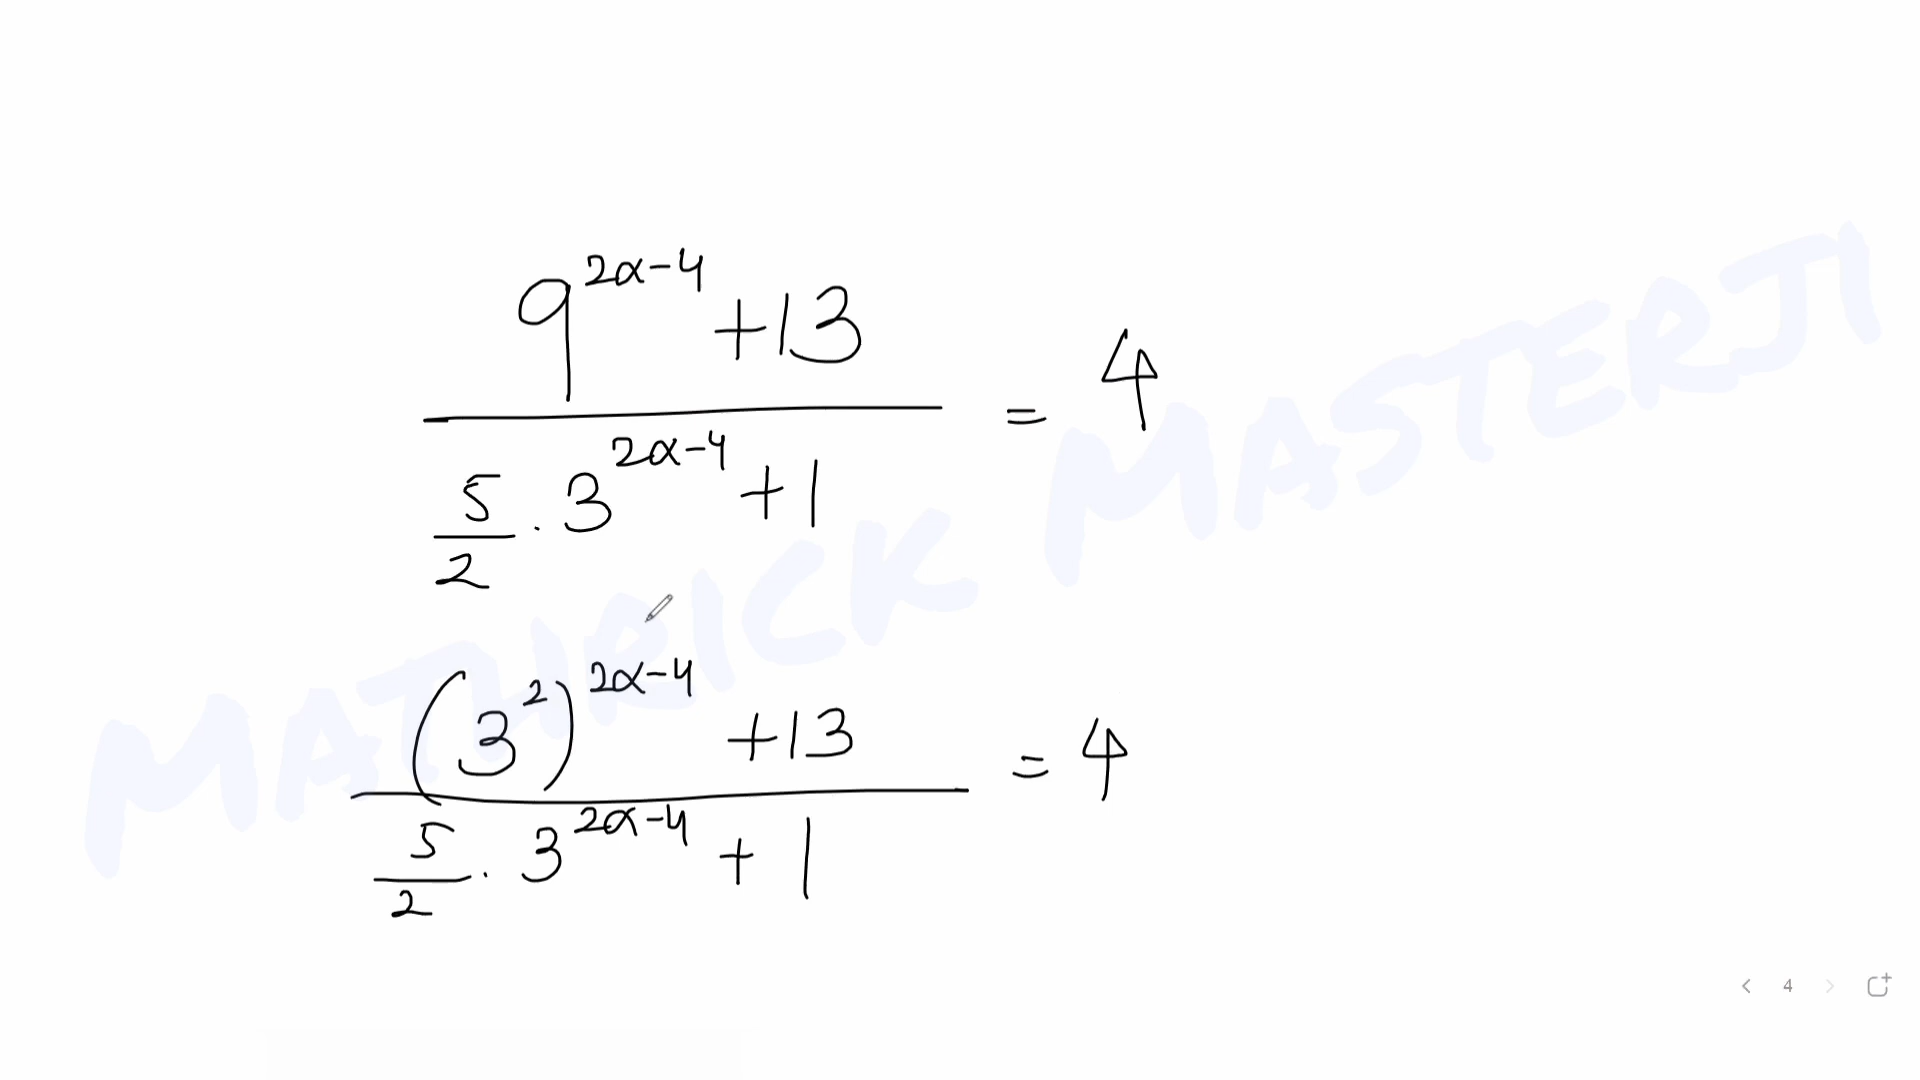 9^{2α-4} +13
= 4
5/2 · 3^{2α-4} +1
(3^2)^{2α-4} +13
= 4
5/2 · 3^{2α-4} + 1
MATHRICK MASTERJI
< 4 >